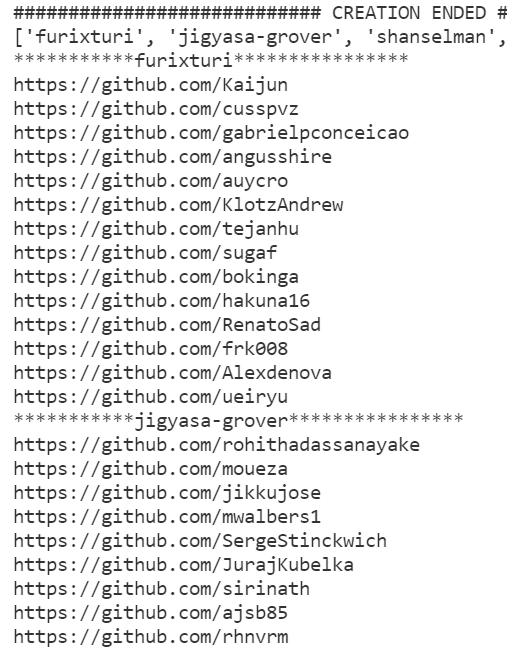 ############################ CREATION ENDED #
['furixturi', 'jigyasa-grover', 'shanselman',
***********furixturi****************
https://github.com/Kaijun
https://github.com/cusspvz
https://github.com/gabrielpconceicao
https://github.com/angusshire
https://github.com/auycro
https://github.com/KlotzAndrew
https://github.com/tejanhu
https://github.com/sugaf
https://github.com/bokinga
https://github.com/hakuna16
https://github.com/RenatoSad
https://github.com/frk008
https://github.com/Alexdenova
https://github.com/ueiryu
***********jigyasa-grover****************
https://github.com/rohithadassanayake
https://github.com/moueza
https://github.com/jikkujose
https://github.com/mwalbers1
https://github.com/SergeStinckwich
https://github.com/JurajKubelka
https://github.com/sirinath
https://github.com/ajsb85
https://github.com/rhnvrm